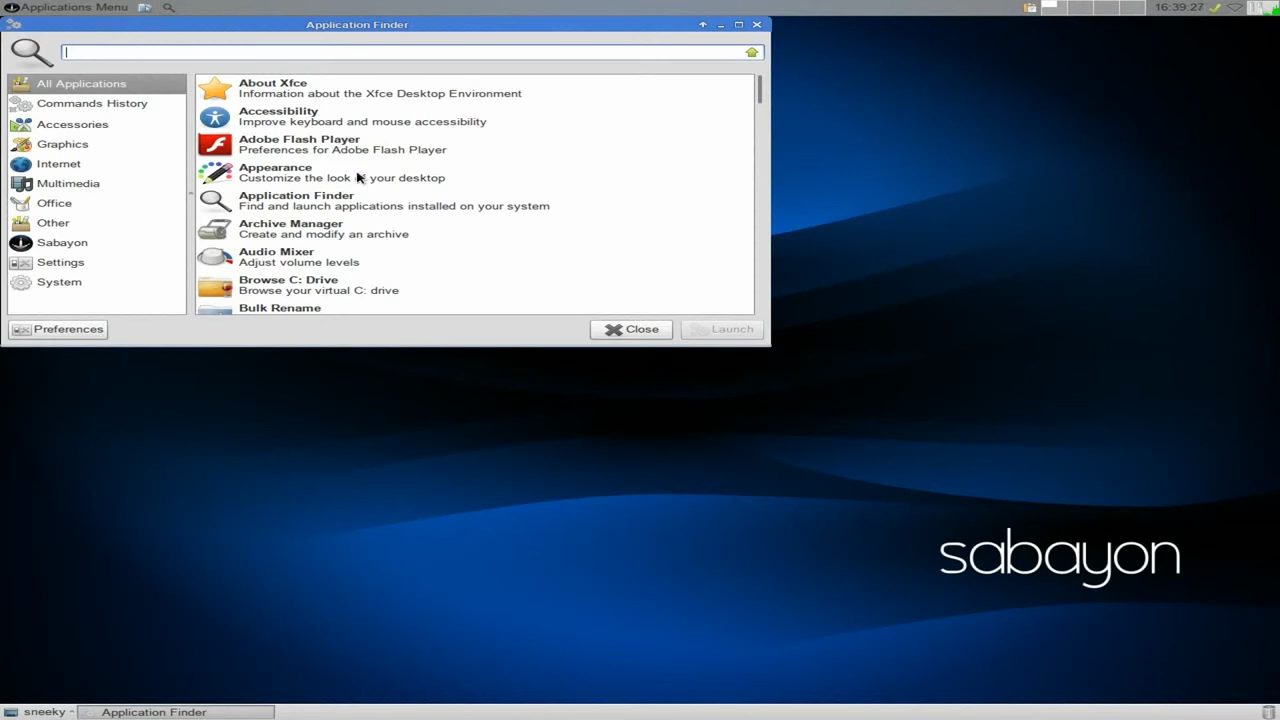 Applications Menu
16:39:27
Application Finder
All Applications
Commands History
Accessories
Graphics
Internet
Multimedia
Office
Other
Sabayon
Settings
System
About Xfce
Information about the Xfce Desktop Environment
Accessibility
Improve keyboard and mouse accessibility
Adobe Flash Player
Preferences for Adobe Flash Player
Appearance
Customize the look of your desktop
Application Finder
Find and launch applications installed on your system
Archive Manager
Create and modify an archive
Audio Mixer
Adjust volume levels
Browse C: Drive
Browse your virtual C: drive
Bulk Rename
Preferences
Close
Launch
sabayon
sneeky
Application Finder